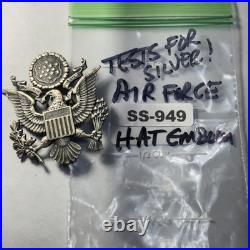 TESTS FOR
SILVER!
AIR FORCE
SS-949
HAT EMBLEM